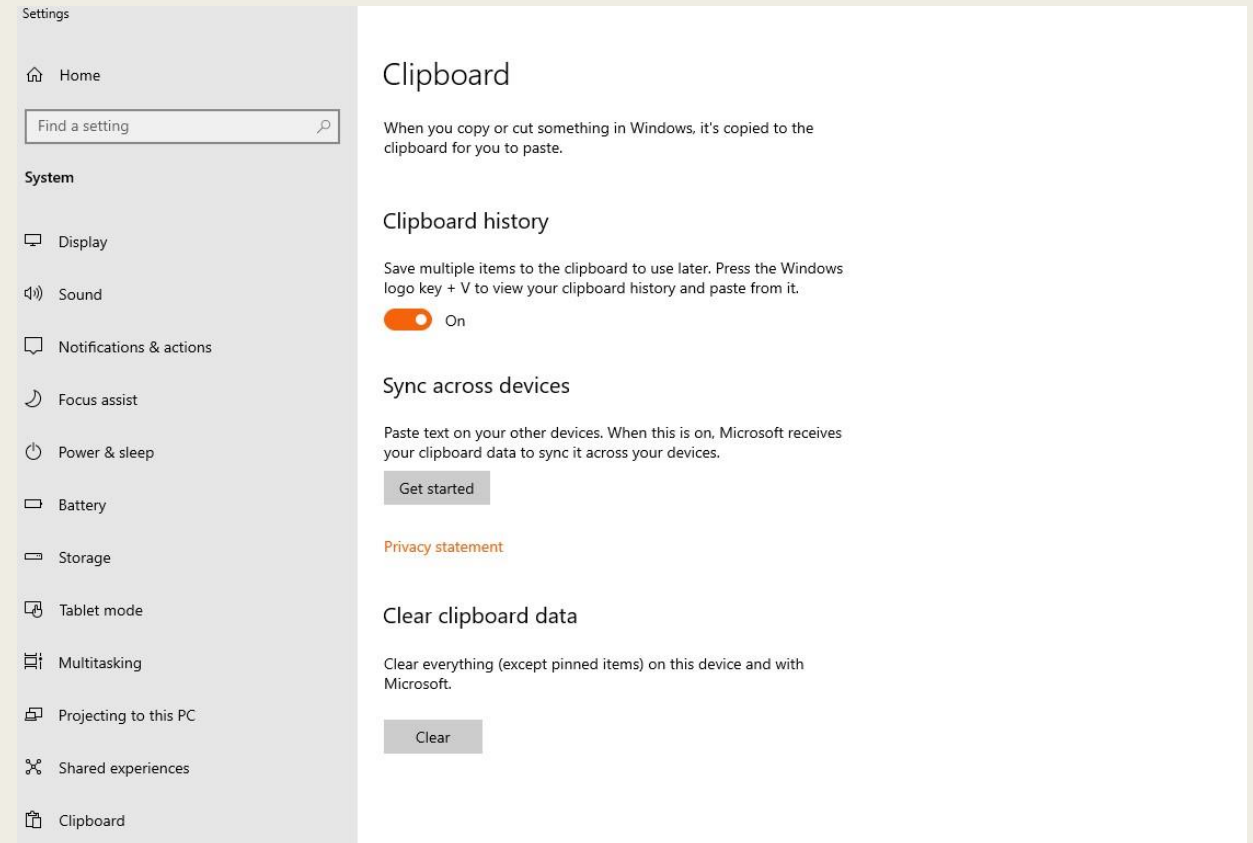 Settings
Home
Find a setting
System
Display
Sound
Notifications & actions
Focus assist
Power & sleep
Battery
Storage
Tablet mode
Multitasking
Projecting to this PC
Shared experiences
Clipboard
Clipboard
When you copy or cut something in Windows, it's copied to the
clipboard for you to paste.
Clipboard history
Save multiple items to the clipboard to use later. Press the Windows
logo key + V to view your clipboard history and paste from it.
On
Sync across devices
Paste text on your other devices. When this is on, Microsoft receives
your clipboard data to sync it across your devices.
Get started
Privacy statement
Clear clipboard data
Clear everything (except pinned items) on this device and with
Microsoft.
Clear